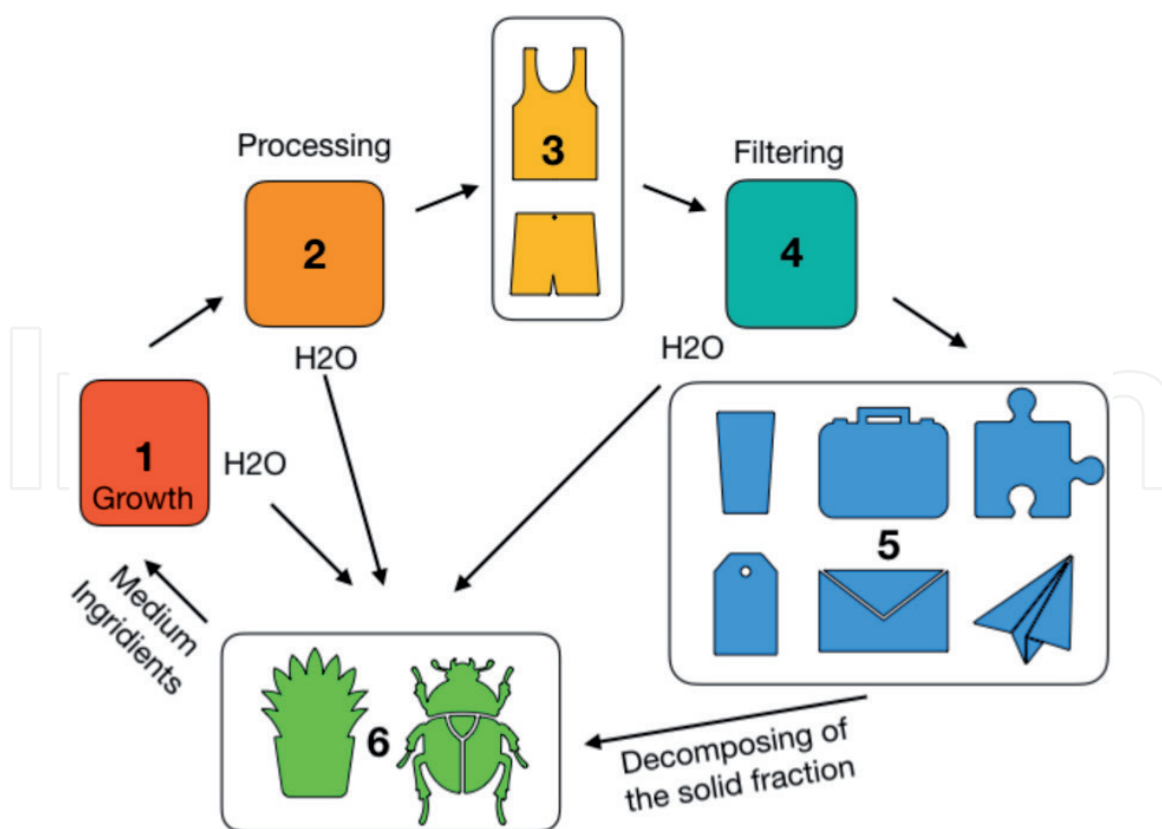 Processing
3
Filtering
2
4
H2O
H2O
1
Growth
H2O
5
Medium
Ingridients
6
Decomposing of
the solid fraction